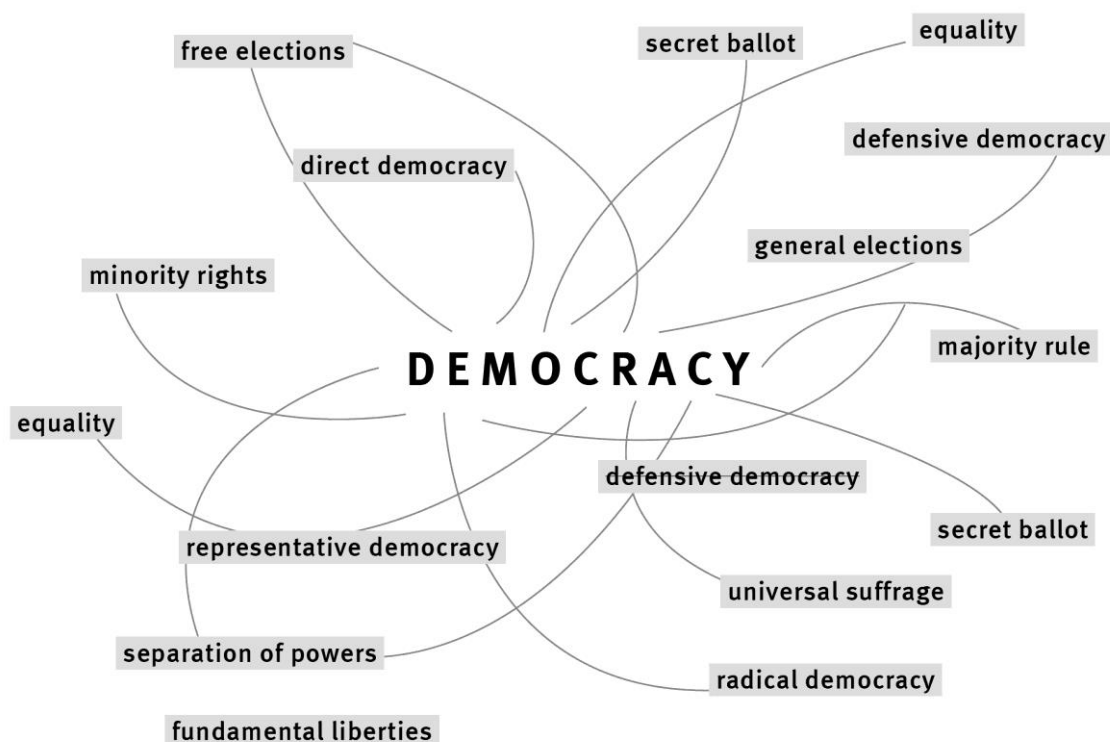 equality
free elections
secret ballot
defensive democracy
direct democracy
general elections
minority rights
majority rule
DEMOCRACY
equality
defensive democracy
secret ballot
representative democracy
universal suffrage
separation of powers
radical democracy
fundamental liberties